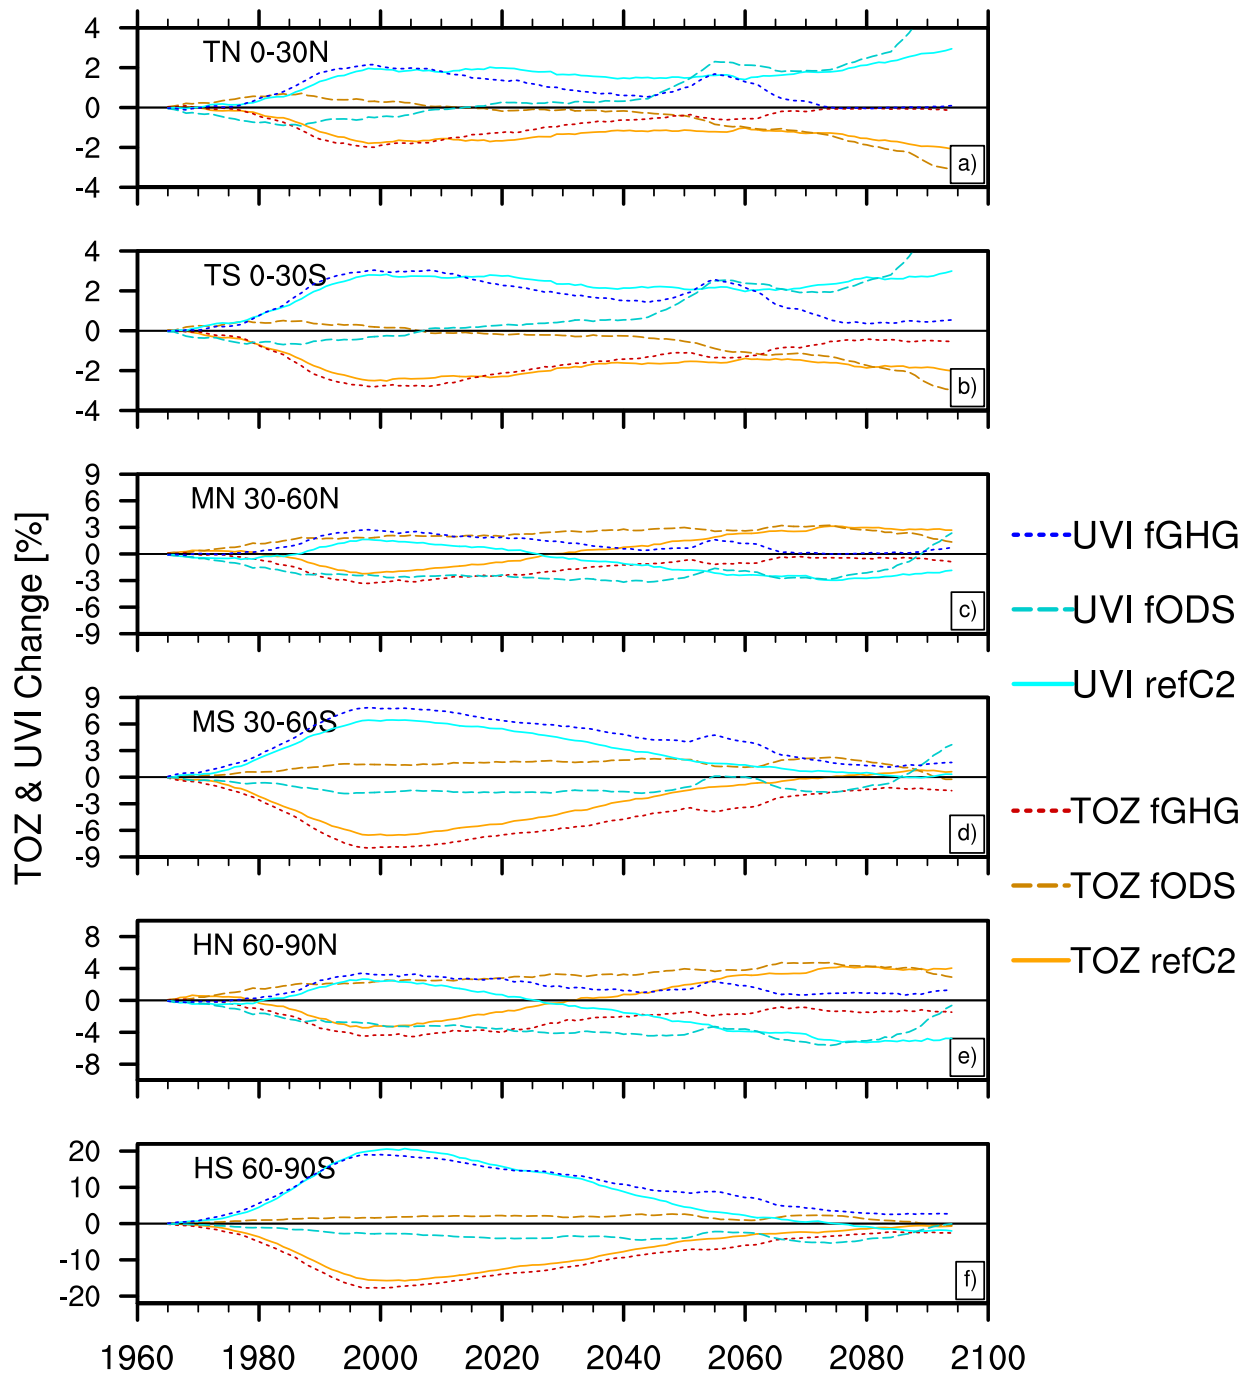 TOZ & UVI Change [%]
TN 0-30N
4
2
0
-2
-4
a)
TS 0-30S
4
2
0
-2
-4
b)
MN 30-60N
9
6
3
0
-3
-6
-9
c)
MS 30-60S
9
6
3
0
-3
-6
-9
d)
HN 60-90N
8
4
0
-4
-8
e)
HS 60-90S
20
10
0
-10
-20
f)
1960 1980 2000 2020 2040 2060 2080 2100
UVI fGHG
UVI fODS
UVI refC2
TOZ fGHG
TOZ fODS
TOZ refC2